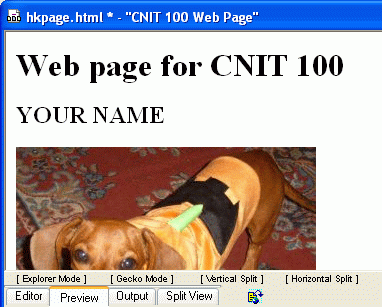 hkpage.html * - "CNIT 100 Web Page"
Web page for CNIT 100
YOUR NAME
[ Explorer Mode ] [ Gecko Mode ] [ Vertical Split ] [ Horizontal Split ]
Editor Preview Output Split View